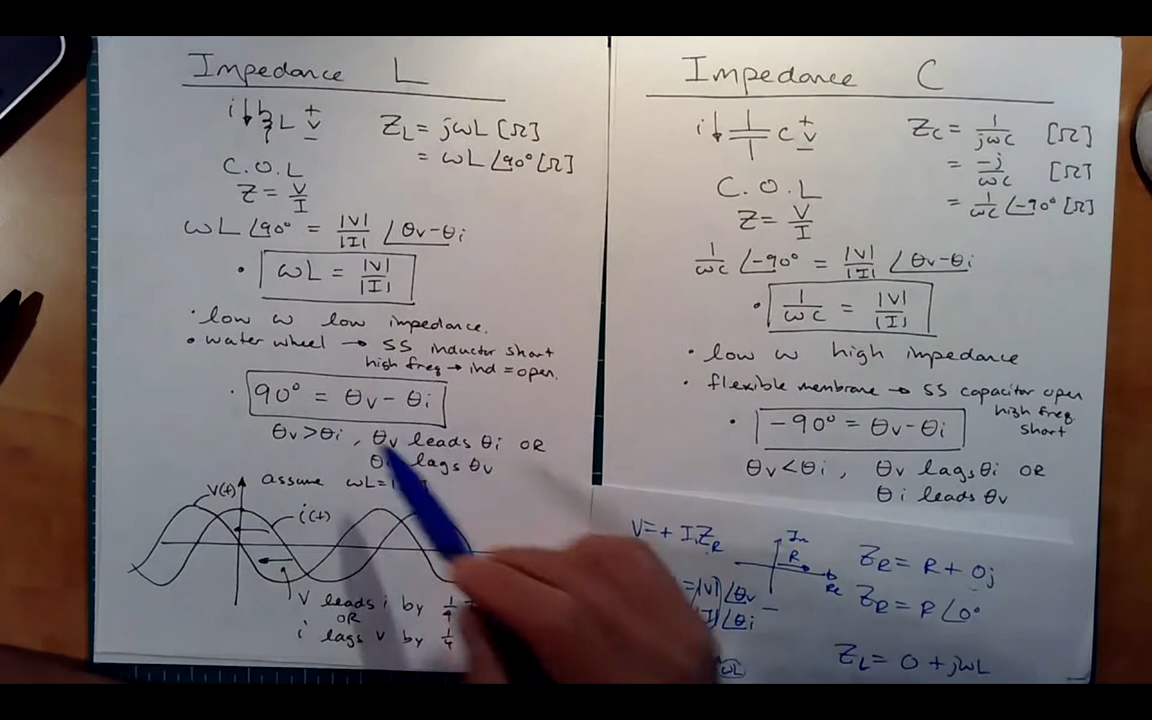 Impedance L
i L + v -
Z_L = jωL [Ω]
= ωL ∠90° [Ω]
C.O.L
Z = V/I
ωL ∠90° = |V|/|I| ∠θv-θi
• ωL = |V|/|I|
• low ω low impedance.
• water wheel → SS inductor short
high freq → ind = open.
• 90° = θv - θi
θv > θi, θv leads θi OR
lags θv
assume ωL=1
v(t)
i(t)
V leads i by 1/4
OR
i lags v by 1/4
Impedance C
i C + v -
Z_C = 1/jωC [Ω]
= -j/ωC [Ω]
= 1/ωC ∠-90° [Ω]
C.O.L
Z = V/I
1/ωC ∠-90° = |V|/|I| ∠θv-θi
• 1/ωC = |V|/|I|
• low ω high impedance
• flexible membrane → SS capacitor open
high freq
short
• -90° = θv - θi
θv < θi, θv lags θi OR
θi leads θv
V = + I Z_R
Im
R
Re
= |V| ∠θv
|I| ∠θi
ωL
Z_R = R + 0j
Z_R = R ∠0°
Z_L = 0 + jωL